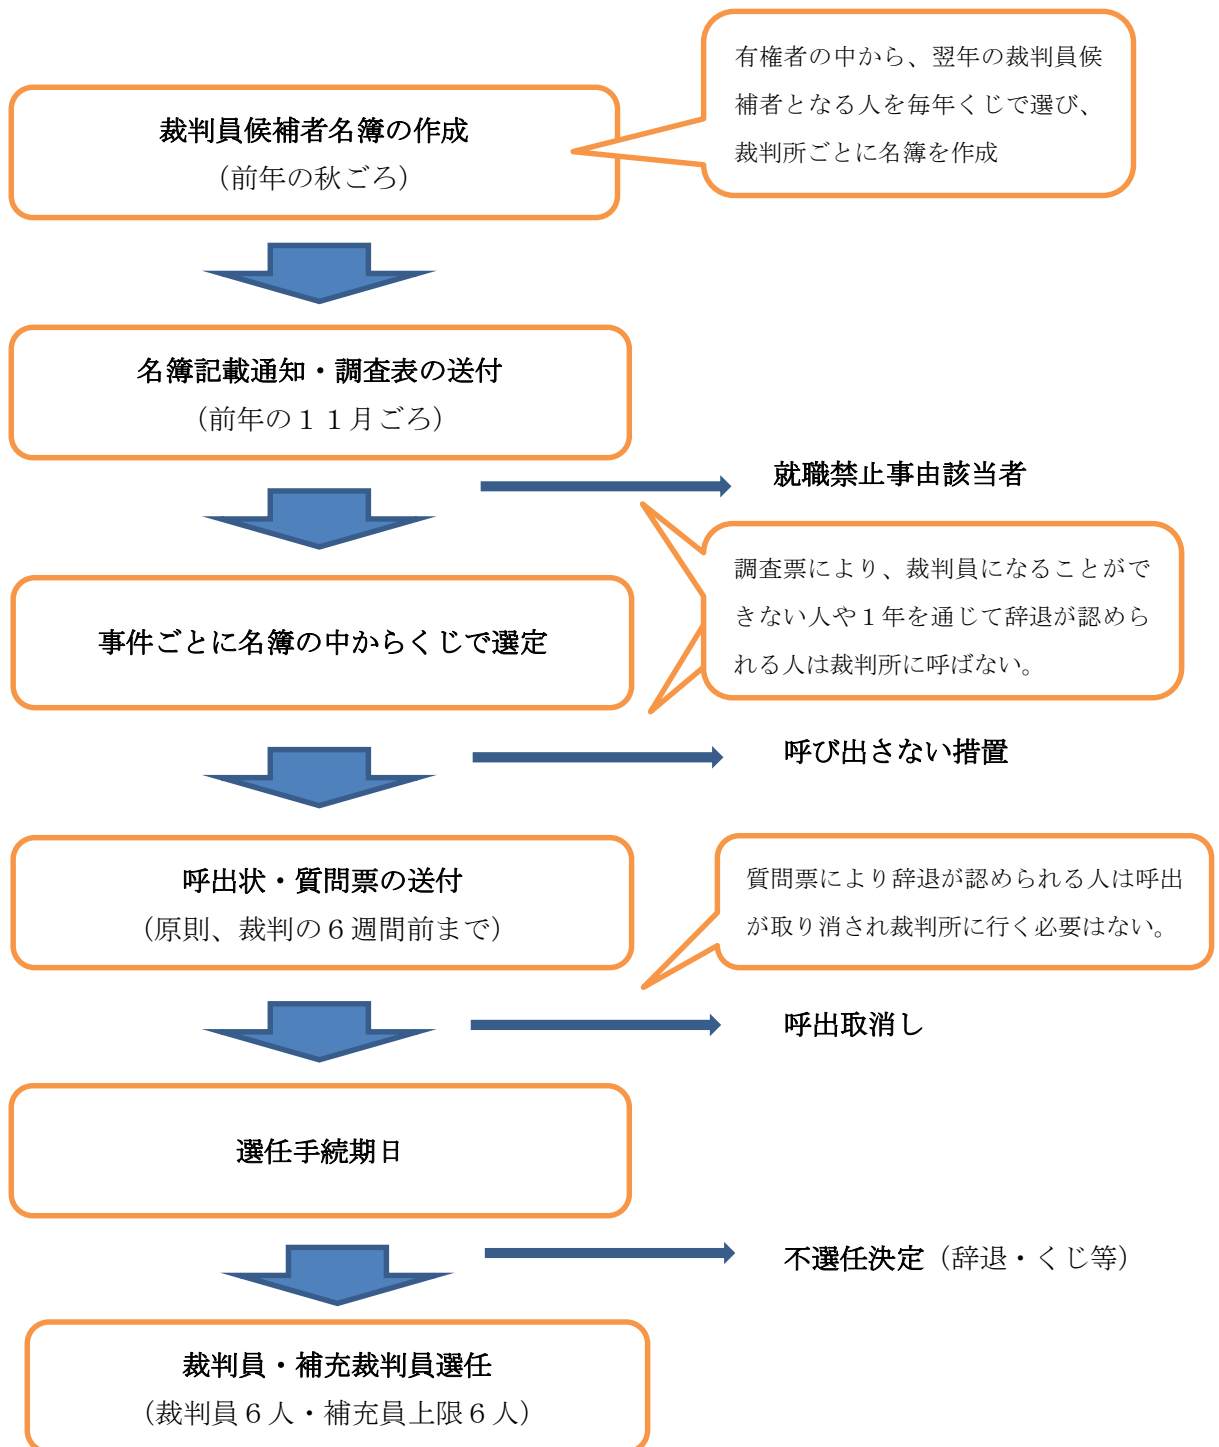 有権者の中から、翌年の裁判員候
補者となる人を毎年くじで選び、
裁判所ごとに名簿を作成
裁判員候補者名簿の作成
（前年の秋ごろ）
名簿記載通知・調査表の送付
（前年の１１月ごろ）
就職禁止事由該当者
調査票により、裁判員になることがで
きない人や１年を通じて辞退が認めら
れる人は裁判所に呼ばない。
事件ごとに名簿の中からくじで選定
呼び出さない措置
呼出状・質問票の送付
（原則、裁判の６週間前まで）
質問票により辞退が認められる人は呼出
が取り消され裁判所に行く必要はない。
呼出取消し
選任手続期日
不選任決定（辞退・くじ等）
裁判員・補充裁判員選任
（裁判員６人・補充員上限６人）